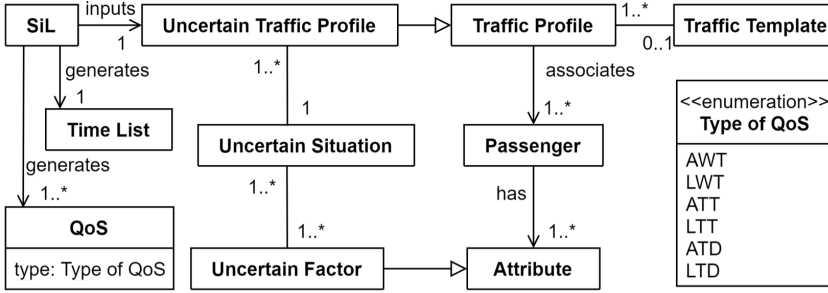 SiL
inputs
1
Uncertain Traffic Profile
Traffic Profile
1..*
0..1
Traffic Template
generates
1
Time List
generates
1..*
QoS
type: Type of QoS
1..*
1
Uncertain Situation
1..*
1..*
Uncertain Factor
associates
1..*
Passenger
has
1..*
Attribute
<<enumeration>>
Type of QoS
AWT
LWT
ATT
LTT
ATD
LTD